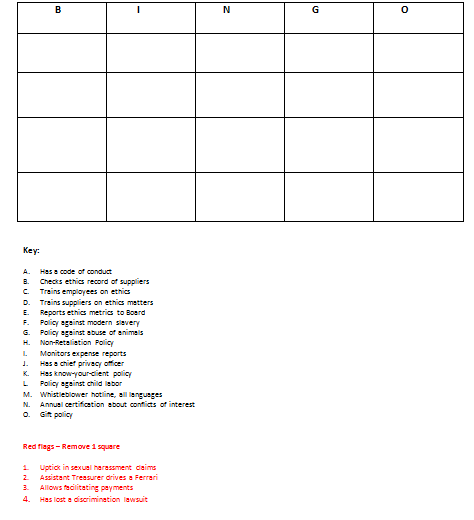 B I N G O
Key:
A. Has a code of conduct
B. Checks ethics record of suppliers
C. Trains employees on ethics
D. Trains suppliers on ethics matters
E. Reports ethics metrics to Board
F. Policy against modern slavery
G. Policy against abuse of animals
H. Non-Retaliation Policy
I. Monitors expense reports
J. Has a chief privacy officer
K. Has know-your-client policy
L. Policy against child labor
M. Whistleblower hotline, all languages
N. Annual certification about conflicts of interest
O. Gift policy
Red flags – Remove 1 square
1. Uptick in sexual harassment claims
2. Assistant Treasurer drives a Ferrari
3. Allows facilitating payments
4. Has lost a discrimination lawsuit